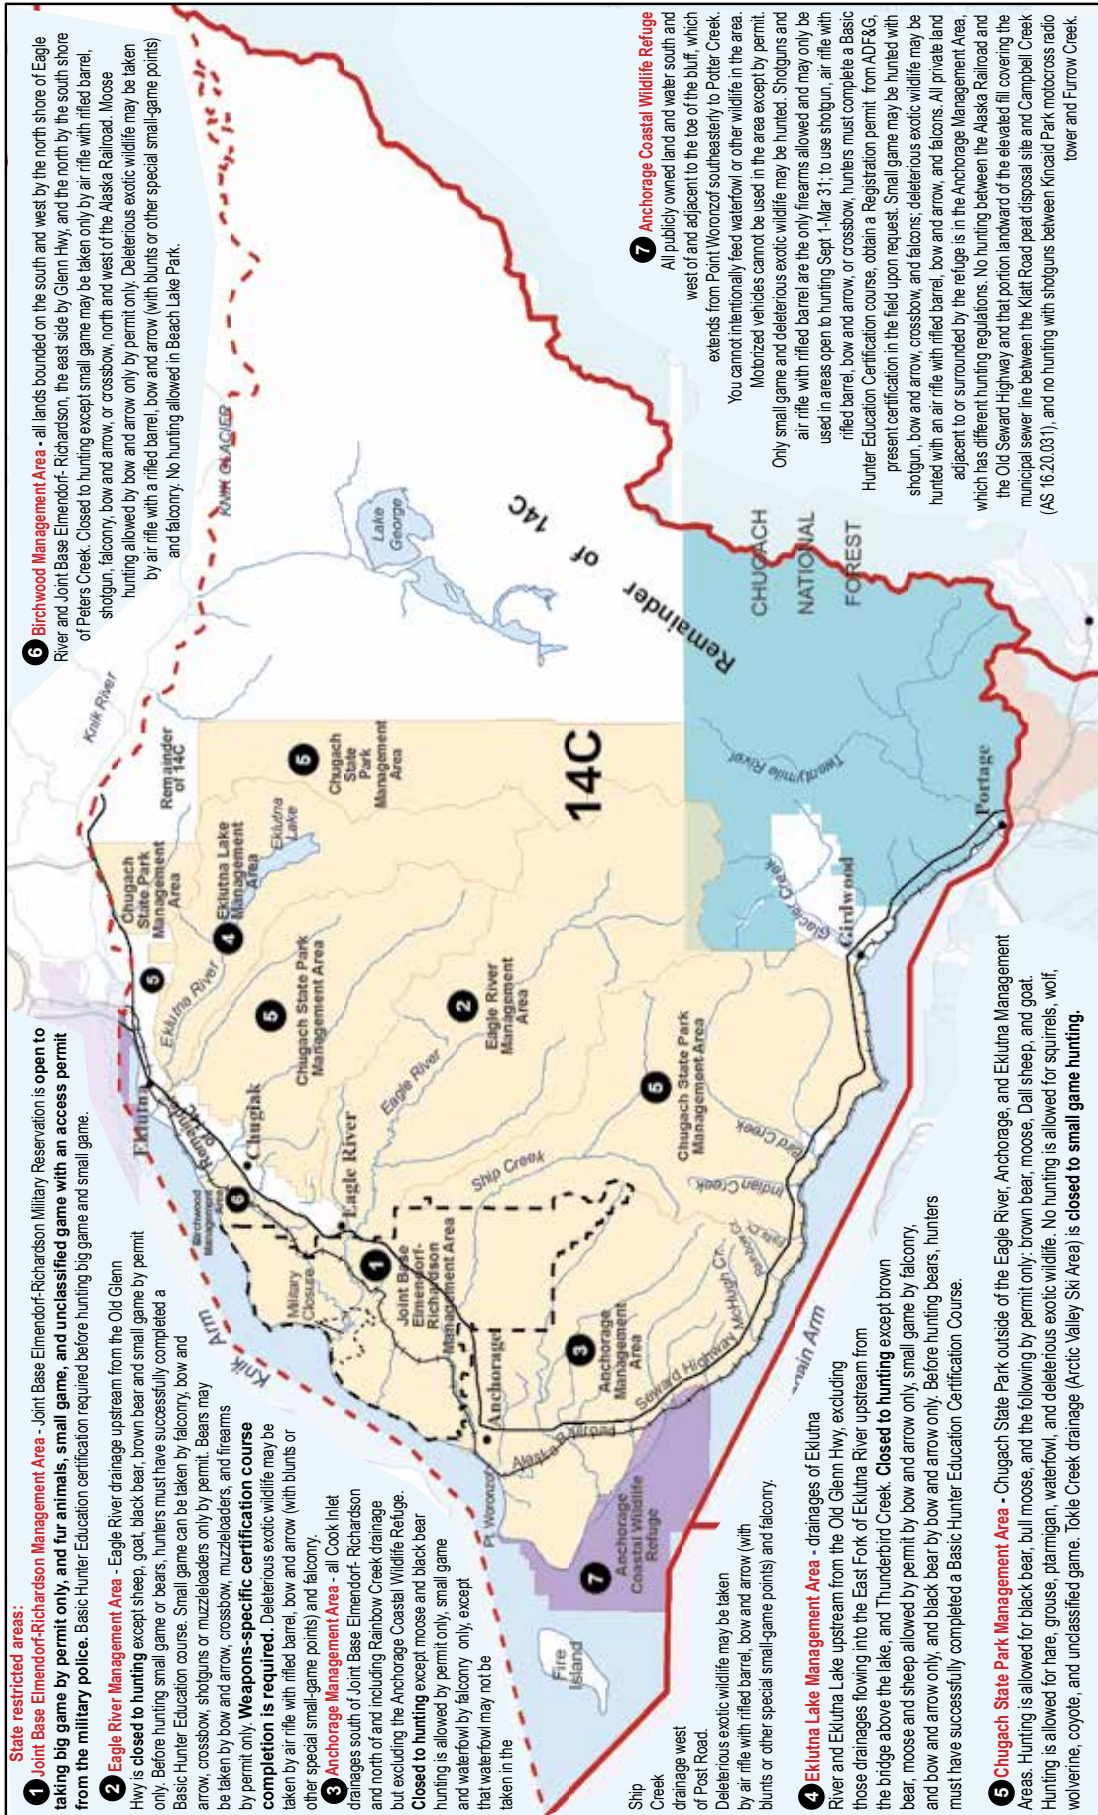 State restricted areas:
1 Joint Base Elmendorf-Richardson Management Area - Joint Base Elmendorf-Richardson Military Reservation is open to
taking big game by permit only, and fur animals, small game, and unclassified game with an access permit
from the military police. Basic Hunter Education certification required before hunting big game and small game.
2 Eagle River Management Area - Eagle River drainage upstream from the Old Glenn
Hwy is closed to hunting except sheep, goat, black bear, brown bear and small game by permit
only. Before hunting small game or bears, hunters must have successfully completed a
Basic Hunter Education course. Small game can be taken by falconry, bow and
arrow, crossbow, shotguns or muzzleloaders only by permit. Bears may
be taken by bow and arrow, crossbow, muzzleloaders, and firearms
by permit only. Weapons-specific certification course
completion is required. Deleterious exotic wildlife may be
taken by air rifle with rifled barrel, bow and arrow (with blunts or
other special small-game points) and falconry.
3 Anchorage Management Area - all Cook Inlet
drainages south of Joint Base Elmendorf- Richardson
and north of and including Rainbow Creek drainage
but excluding the Anchorage Coastal Wildlife Refuge.
Closed to hunting except moose and black bear
hunting is allowed by permit only, small game
and waterfowl by falconry only, except
that waterfowl may not be
taken in the
Ship
Creek
drainage west
of Post Road.
Deleterious exotic wildlife may be taken
by air rifle with rifled barrel, bow and arrow (with
blunts or other special small-game points) and falconry.
4 Eklutna Lake Management Area - drainages of Eklutna
River and Eklutna Lake upstream from the Old Glenn Hwy, excluding
those drainages flowing into the East Fork of Eklutna River upstream from
the bridge above the lake, and Thunderbird Creek. Closed to hunting except brown
bear, moose and sheep allowed by permit by bow and arrow only, small game by falconry,
and bow and arrow only, and black bear by bow and arrow only. Before hunting bears, hunters
must have successfully completed a Basic Hunter Education Certification Course.
5 Chugach State Park Management Area - Chugach State Park outside of the Eagle River, Anchorage, and Eklutna Management
Areas. Hunting is allowed for black bear, bull moose, and the following by permit only: brown bear, moose, Dall sheep, and goat.
Hunting is allowed for hare, grouse, ptarmigan, waterfowl, and deleterious exotic wildlife. No hunting is allowed for squirrels, wolf,
wolverine, coyote, and unclassified game. Tokle Creek drainage (Arctic Valley Ski Area) is closed to small game hunting.
6 Birchwood Management Area - all lands bounded on the south and west by the north shore of Eagle
River and Joint Base Elmendorf- Richardson, the east side by Glenn Hwy, and the north by the south shore
of Peters Creek. Closed to hunting except small game may be taken only by air rifle with rifled barrel,
shotgun, falconry, bow and arrow, or crossbow, north and west of the Alaska Railroad. Moose
hunting allowed by bow and arrow only by permit only. Deleterious exotic wildlife may be taken
by air rifle with a rifled barrel, bow and arrow (with blunts or other special small-game points)
and falconry. No hunting allowed in Beach Lake Park.
7 Anchorage Coastal Wildlife Refuge
All publicly owned land and water south and
west of and adjacent to the toe of the bluff, which
extends from Point Woronzof southeasterly to Potter Creek.
You cannot intentionally feed waterfowl or other wildlife in the area.
Motorized vehicles cannot be used in the area except by permit.
Only small game and deleterious exotic wildlife may be hunted. Shotguns and
air rifle with rifled barrel are the only firearms allowed and may only be
used in areas open to hunting Sept 1-Mar 31; to use shotgun, air rifle with
rifled barrel, bow and arrow, or crossbow, hunters must complete a Basic
Hunter Education Certification course, obtain a Registration permit from ADF&G,
present certification in the field upon request. Small game may be hunted with
shotgun, bow and arrow, crossbow, and falcons; deleterious exotic wildlife may be
hunted with an air rifle with rifled barrel, bow and arrow, and falcons. All private land
adjacent to or surrounded by the refuge is in the Anchorage Management Area,
which has different hunting regulations. No hunting between the Alaska Railroad and
the Old Seward Highway and that portion landward of the elevated fill covering the
municipal sewer line between the Klatt Road peat disposal site and Campbell Creek
(AS 16.20.031), and no hunting with shotguns between Kincaid Park motocross radio
tower and Furrow Creek.
Knik River
KNIK GLACIER
Lake
George
Remainder of 14C
Remainder
of 14C
Chugach
State Park
Management
Area
5
Eklutna
Remainder
of 14C
Eklutna River
4
Eklutna Lake
Management
Area
Eklutna
Lake
5
Chugach
State
Park
Management
Area
5
Chugach State Park
Management Area
Chugiak
6
Birchwood
Management
Area
Knik Arm
Eagle River
Eagle River
2
Eagle River
Management
Area
14C
Military
Closure
1
Joint Base
Elmendorf-
Richardson
Management Area
Ship Creek
5
Chugach State Park
Management Area
Anchorage
3
Anchorage
Management
Area
Pt. Woronzof
Alaska Railroad
Seward Highway
McHugh Cr.
Rainbow Cr.
Falls Cr.
Indian Creek
Bird Creek
7
Anchorage
Coastal Wildlife
Refuge
Fire
Island
Arm
Girdwood
Glacier Creek
Twentymile River
Portage
CHUGACH
NATIONAL
FOREST